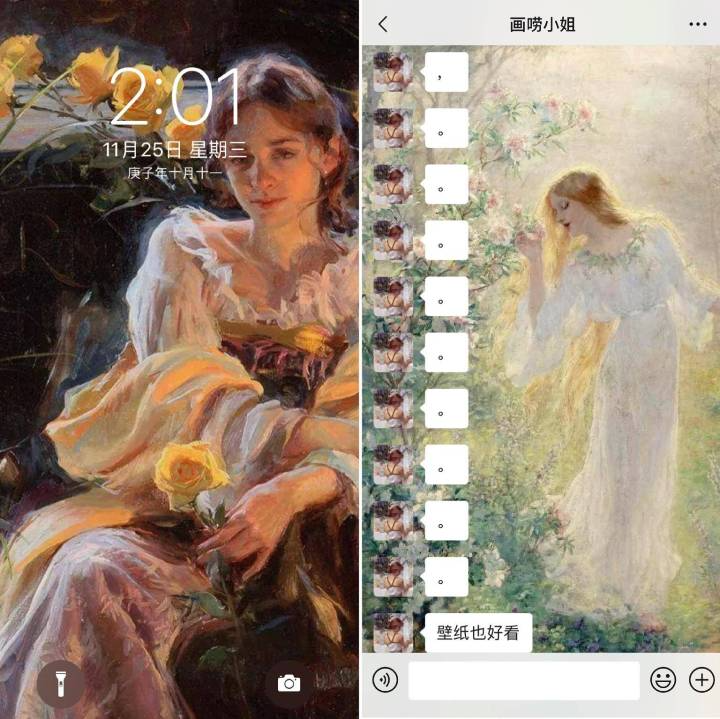 2:01
11月25日 星期三
庚子年十月十一
画唠小姐
，
。
。
。
。
。
。
。
。
。
壁纸也好看